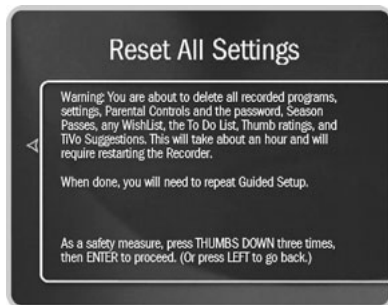 Reset All Settings
Warning: You are about to delete all recorded programs,
settings, Parental Controls and the password, Season
Passes, any WishList, the To Do List, Thumb ratings, and
TiVo Suggestions. This will take about an hour and will
require restarting the Recorder.
When done, you will need to repeat Guided Setup.
As a safety measure, press THUMBS DOWN three times,
then ENTER to proceed. (Or press LEFT to go back.)